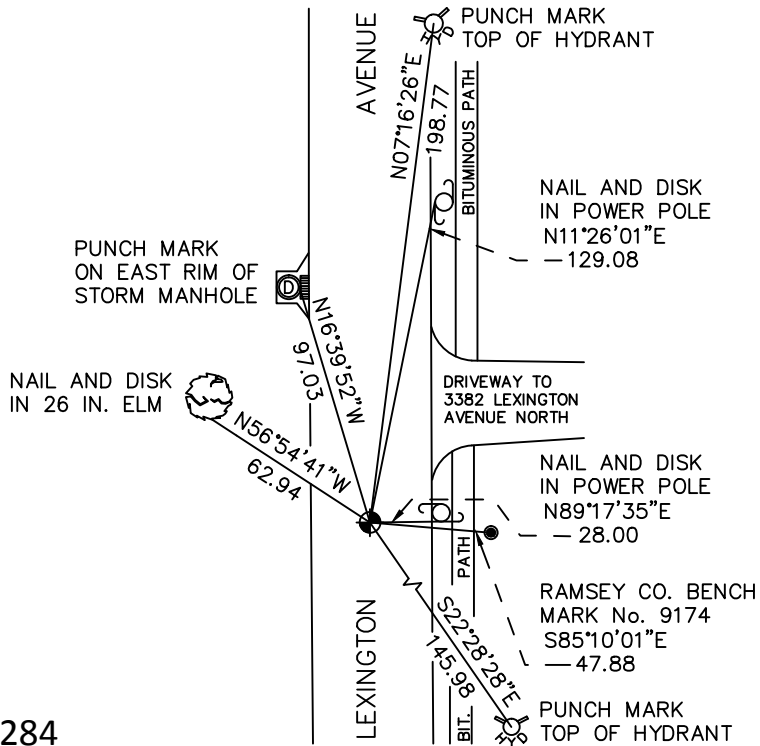 PUNCH MARK
TOP OF HYDRANT
HYD
AVENUE
N07°16'26"E
198.77
BITUMINOUS PATH
NAIL AND DISK
IN POWER POLE
N11°26'01"E
129.08
PUNCH MARK
ON EAST RIM OF
STORM MANHOLE
D
N16°39'52"W
97.03
NAIL AND DISK
IN 26 IN. ELM
N56°54'41"W
62.94
DRIVEWAY TO
3382 LEXINGTON
AVENUE NORTH
NAIL AND DISK
IN POWER POLE
N89°17'35"E
28.00
PATH
RAMSEY CO. BENCH
MARK No. 9174
S85°10'01"E
47.88
S22°28'28"E
145.98
LEXINGTON
BIT.
HYD
PUNCH MARK
TOP OF HYDRANT
284